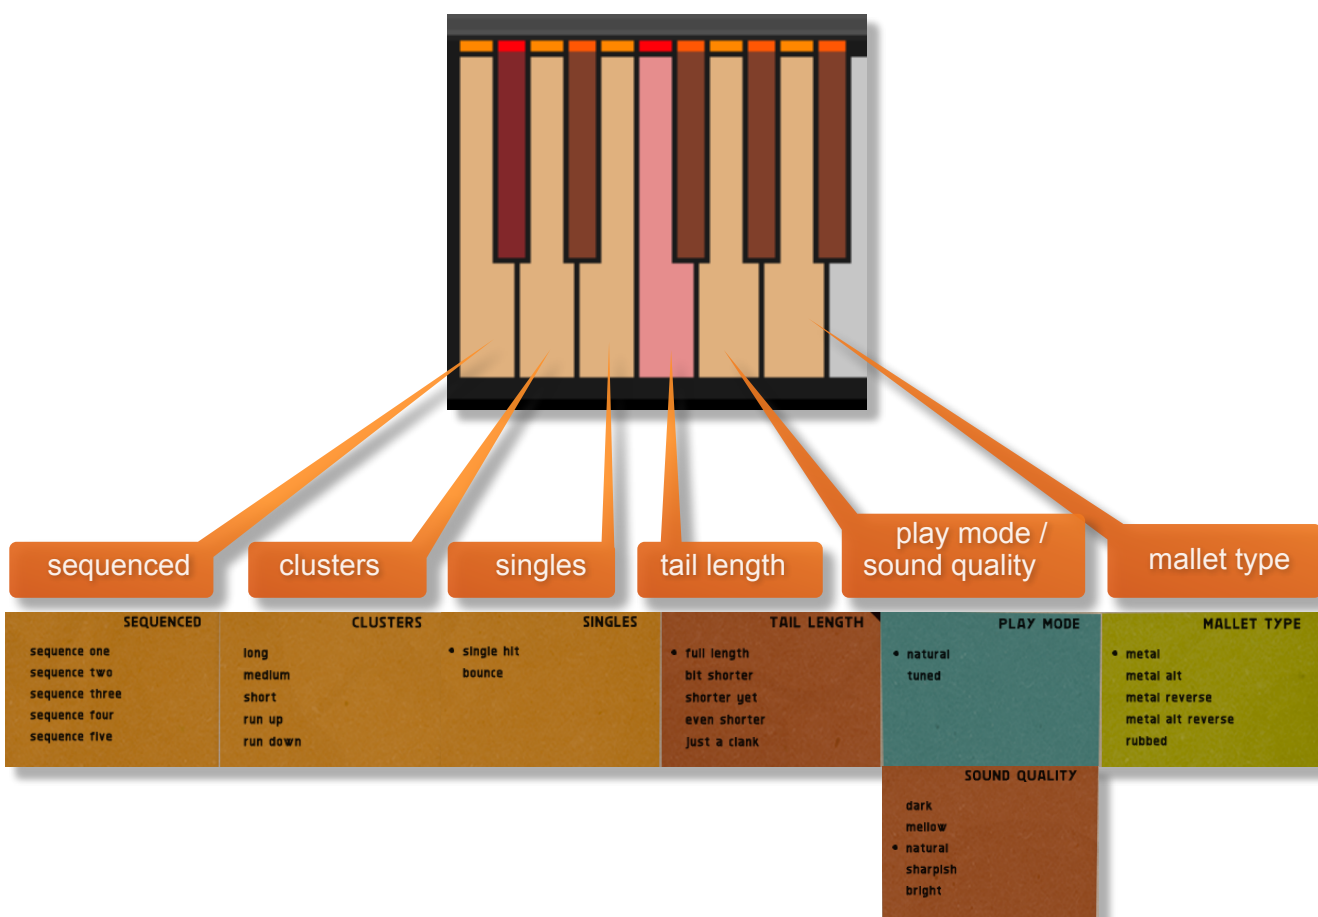 sequenced
clusters
singles
tail length
play mode /
sound quality
mallet type
SEQUENCED
sequence one
sequence two
sequence three
sequence four
sequence five
CLUSTERS
long
medium
short
run up
run down
SINGLES
single hit
bounce
TAIL LENGTH
full length
bit shorter
shorter yet
even shorter
just a clank
PLAY MODE
natural
tuned
MALLET TYPE
metal
metal alt
metal reverse
metal alt reverse
rubbed
SOUND QUALITY
dark
mellow
natural
sharpish
bright